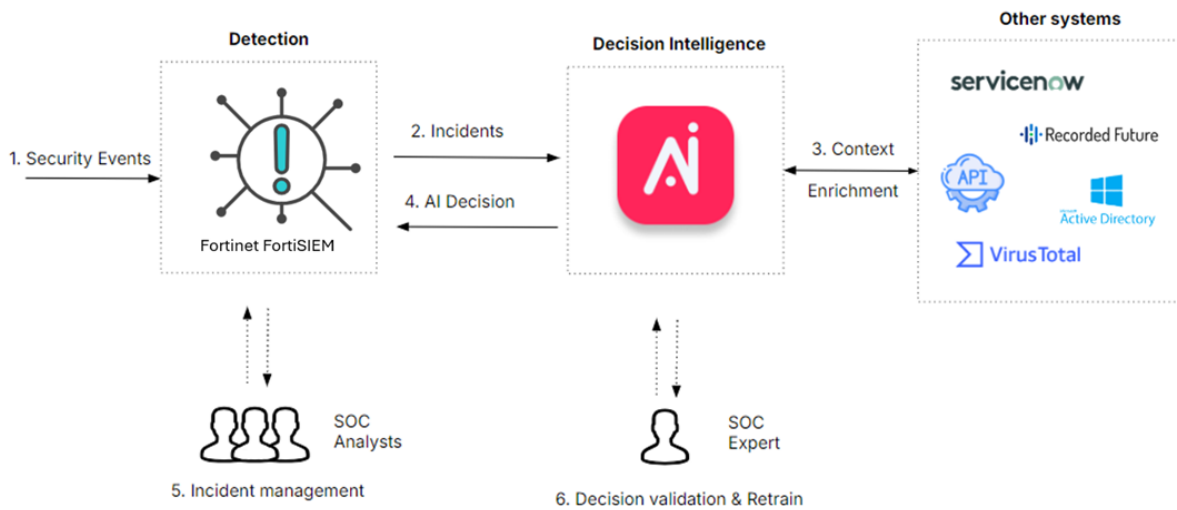 Other systems
Detection
Decision Intelligence
servicenow
Recorded Future
1. Security Events
2. Incidents
3. Context
Enrichment
4. AI Decision
API
AI
Active Directory
Fortinet FortiSIEM
VirusTotal
SOC
Analysts
SOC
Expert
5. Incident management
6. Decision validation & Retrain